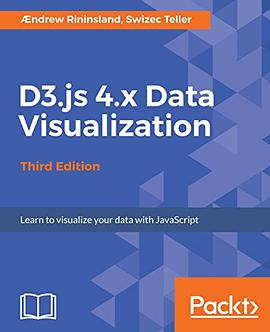 Ændrew Rininsland, Swizec Teller
D3.js 4.x Data
Visualization
Third Edition
Learn to visualize your data with JavaScript
Packt>